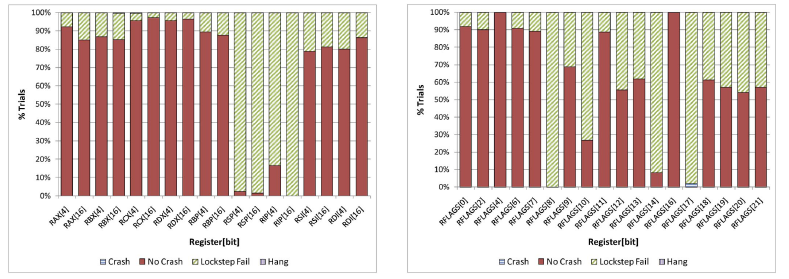 100%
90%
80%
70%
60%
50%
40%
30%
20%
10%
0%
% Trials
RAX[4]
RAX[16]
RBX[4]
RBX[16]
RCX[4]
RCX[16]
RDX[4]
RDX[16]
RBP[4]
RBP[16]
RSP[4]
RSP[16]
RIP[4]
RIP[16]
RSI[4]
RSI[16]
RDI[4]
RDI[16]
Register[bit]
Crash No Crash Lockstep Fail Hang
100%
90%
80%
70%
60%
50%
40%
30%
20%
10%
0%
% Trials
RFLAGS[0]
RFLAGS[2]
RFLAGS[4]
RFLAGS[6]
RFLAGS[7]
RFLAGS[8]
RFLAGS[9]
RFLAGS[10]
RFLAGS[11]
RFLAGS[12]
RFLAGS[13]
RFLAGS[14]
RFLAGS[16]
RFLAGS[17]
RFLAGS[18]
RFLAGS[19]
RFLAGS[20]
RFLAGS[21]
Register[bit]
Crash No Crash Lockstep Fail Hang